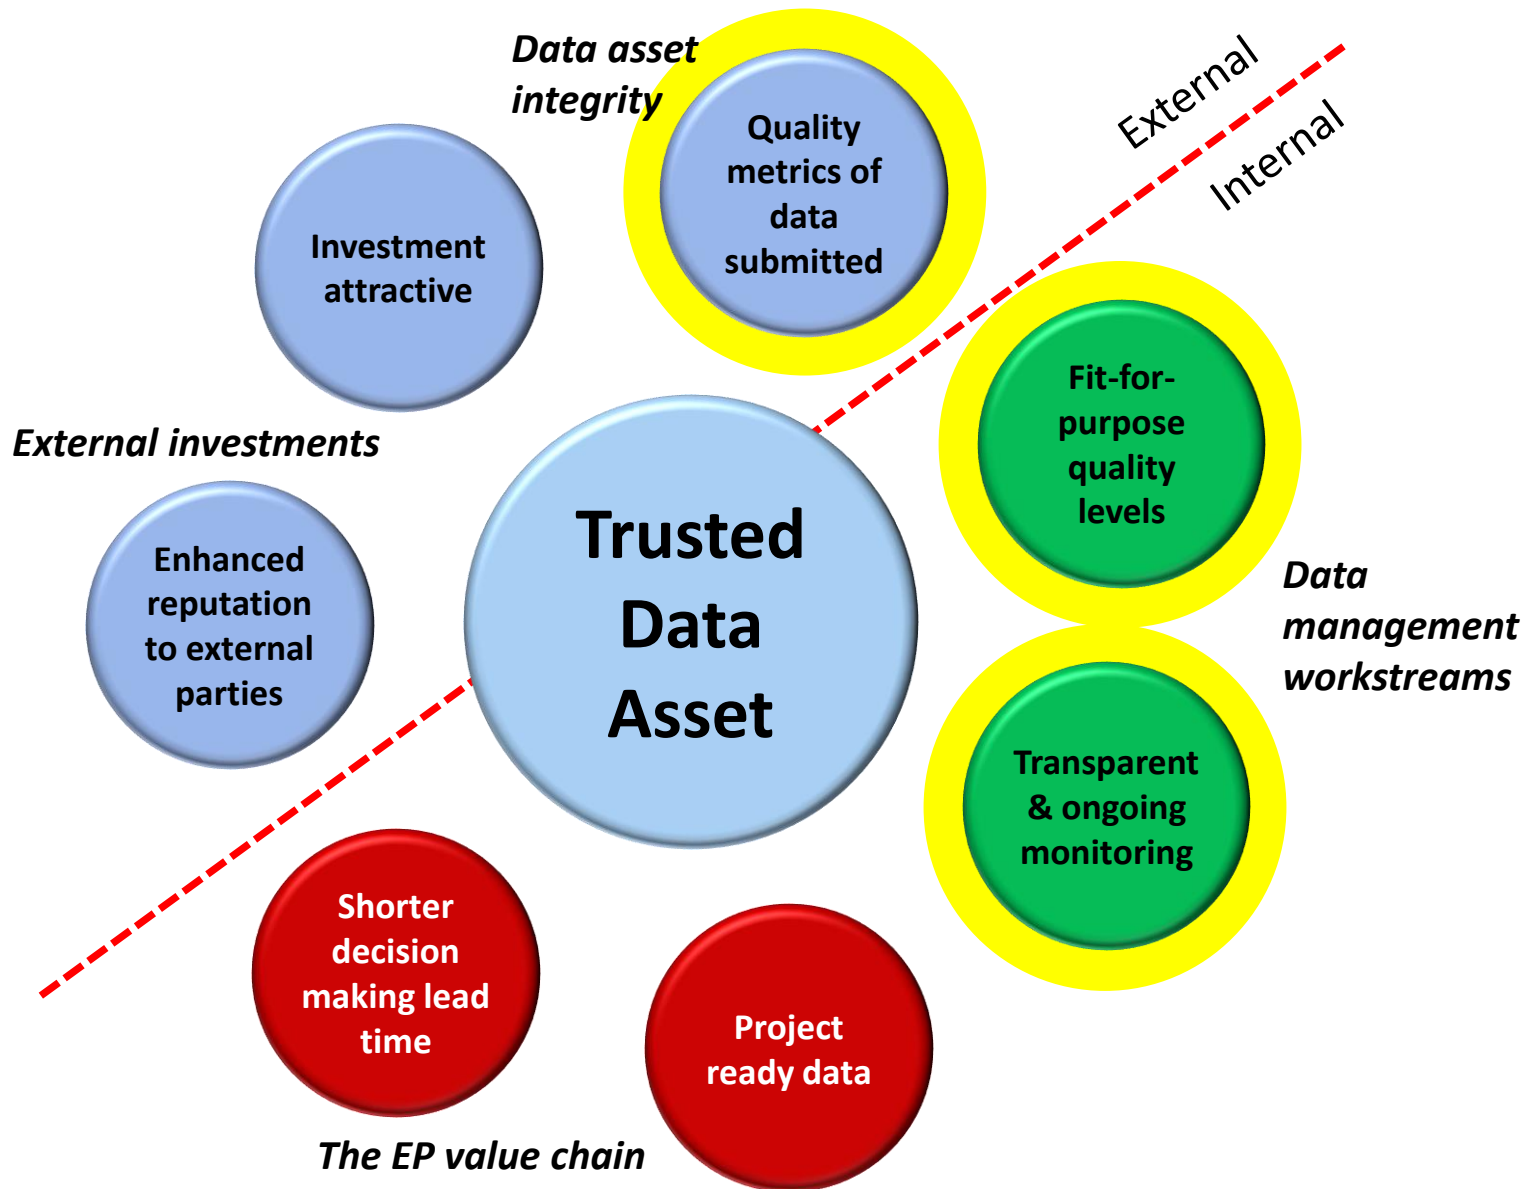 Data asset
integrity
Quality
metrics of
data
submitted
External
Internal
Investment
attractive
Fit-for-
purpose
quality
levels
External investments
Trusted
Data
Asset
Enhanced
reputation
to external
parties
Data
management
workstreams
Transparent
& ongoing
monitoring
Shorter
decision
making lead
time
Project
ready data
The EP value chain